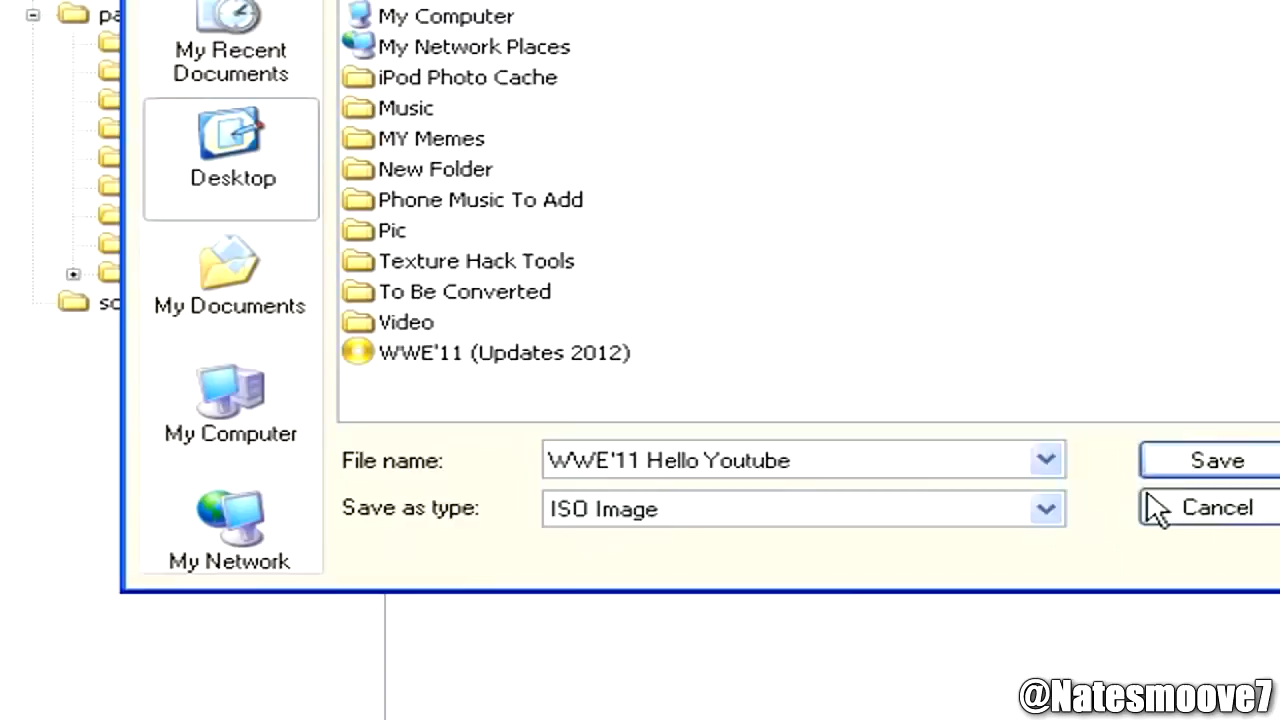 pa
My Recent
Documents
Desktop
My Documents
My Computer
My Network
sc
My Computer
My Network Places
iPod Photo Cache
Music
MY Memes
New Folder
Phone Music To Add
Pic
Texture Hack Tools
To Be Converted
Video
WWE'11 (Updates 2012)
File name: WWE'11 Hello Youtube Save
Save as type: ISO Image Cancel
@Natesmoove7